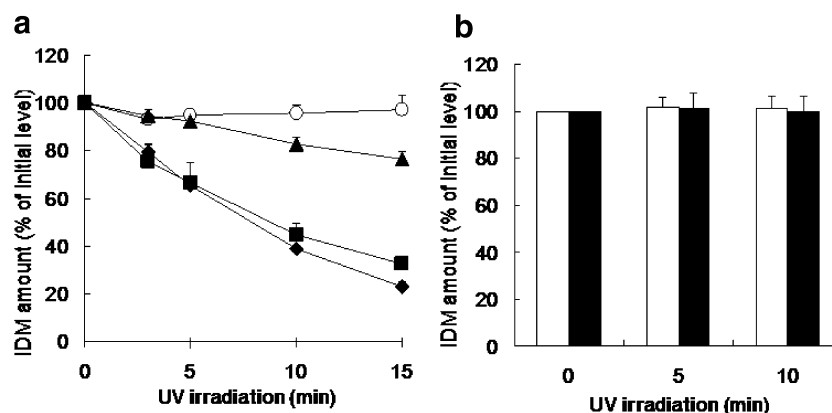 a
IDM amount (% of Initial level)
120
100
80
60
40
20
0
0 5 10 15
UV irradiation (min)
b
IDM amount (% of Initial level)
120
100
80
60
40
20
0
0 5 10
UV irradiation (min)